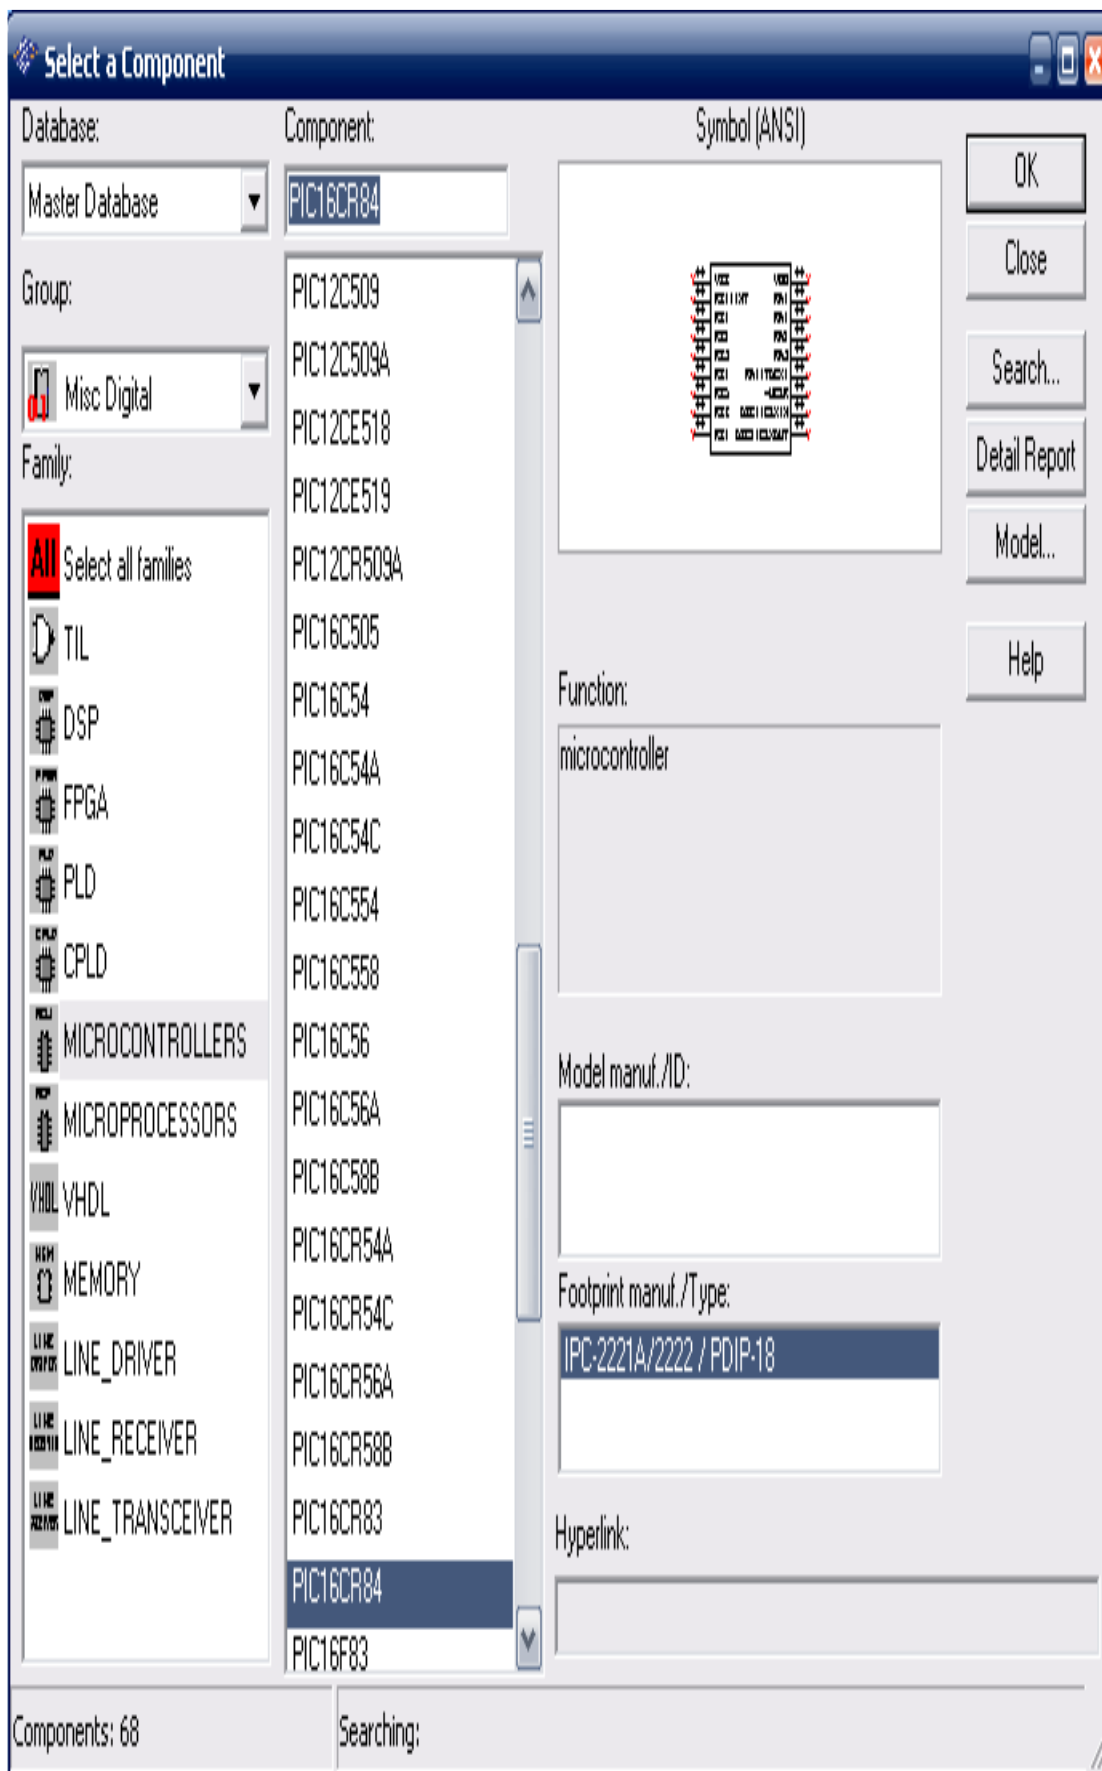 Select a Component
Database:
Master Database
Group:
Misc Digital
Family:
All Select all families
TIL
DSP
FPGA
PLD
CPLD
MICROCONTROLLERS
MICROPROCESSORS
VHDL VHDL
MEMORY
LINE_DRIVER
LINE_RECEIVER
LINE_TRANSCEIVER
Component:
PIC16CR84
PIC12C509
PIC12C509A
PIC12CE518
PIC12CE519
PIC12CR509A
PIC16C505
PIC16C54
PIC16C54A
PIC16C54C
PIC16C554
PIC16C558
PIC16C56
PIC16C56A
PIC16C58B
PIC16CR54A
PIC16CR54C
PIC16CR56A
PIC16CR58B
PIC16CR83
PIC16CR84
PIC16F83
Symbol (ANSI)
Function:
microcontroller
Model manuf./ID:
Footprint manuf./Type:
IPC-2221A/2222 / PDIP-18
Hyperlink:
OK
Close
Search...
Detail Report
Model...
Help
Components: 68
Searching: